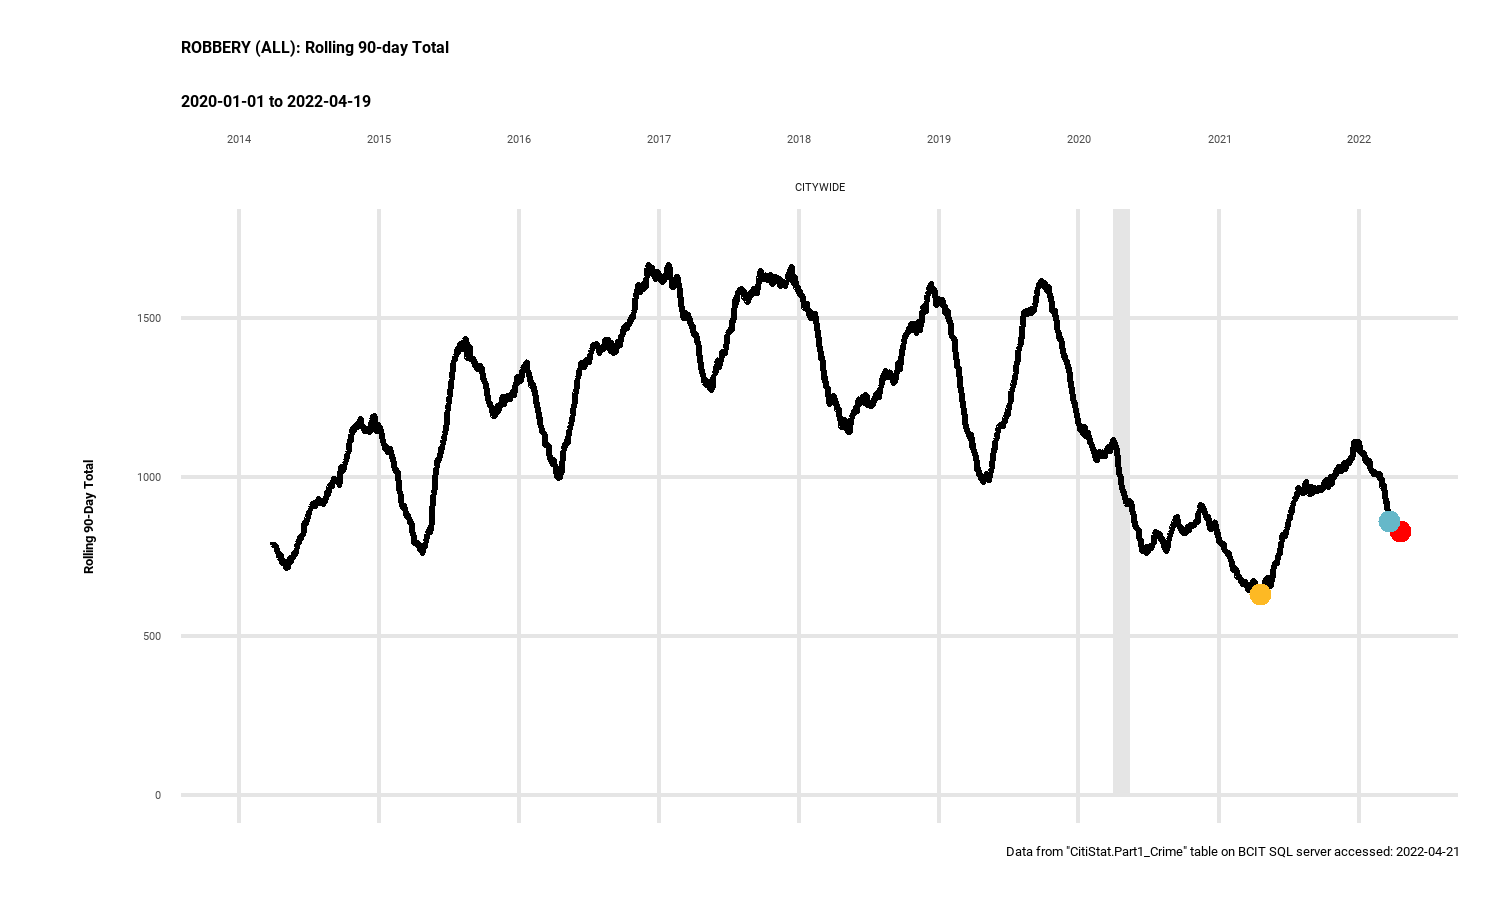 ROBBERY (ALL): Rolling 90-day Total
2020-01-01 to 2022-04-19
2014 2015 2016 2017 2018 2019 2020 2021 2022
CITYWIDE
1500
1000
500
0
Rolling 90-Day Total
Data from "CitiStat.Part1_Crime" table on BCIT SQL server accessed: 2022-04-21